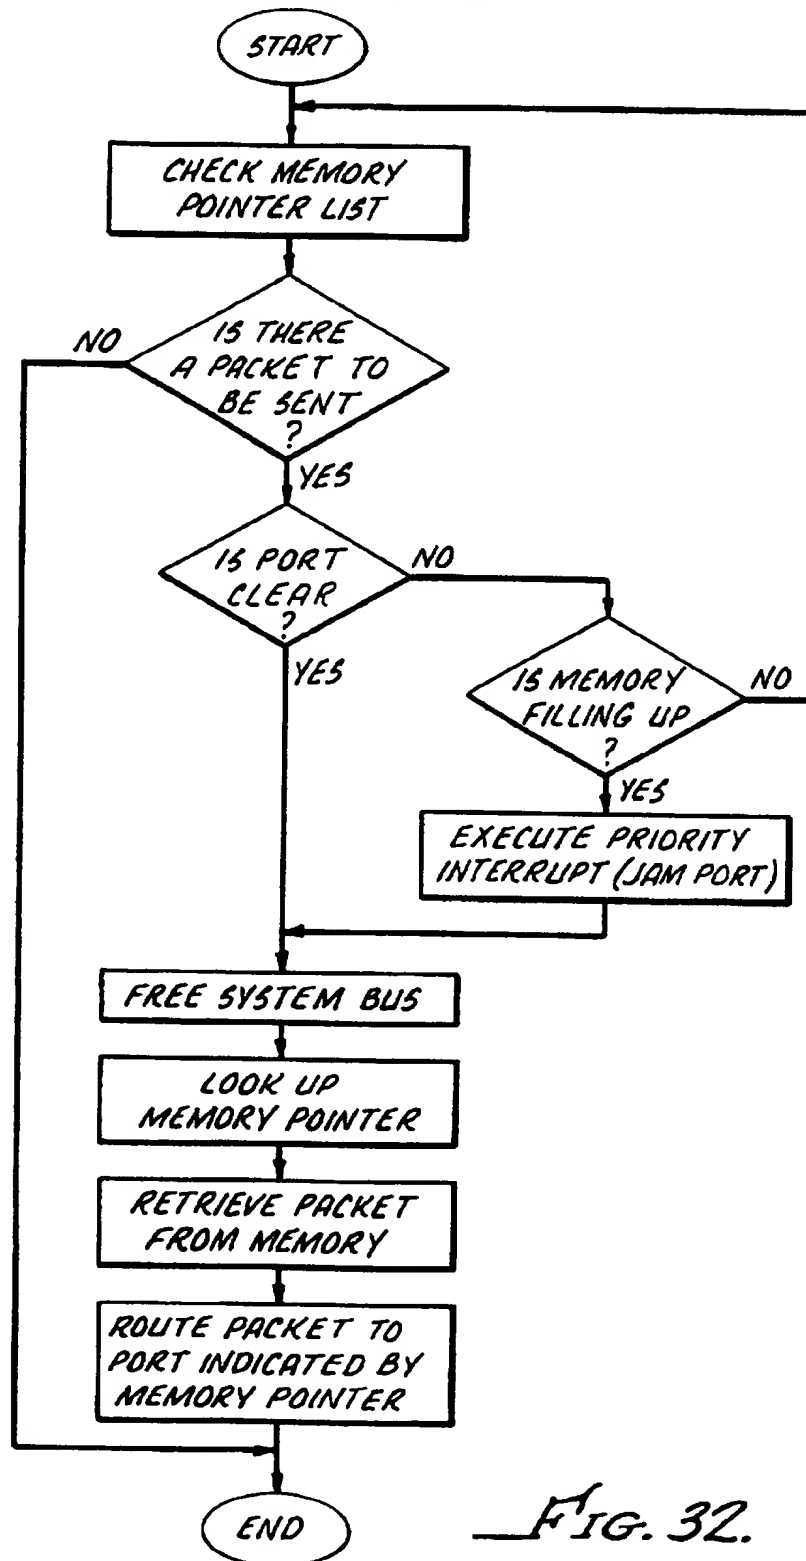 START
CHECK MEMORY
POINTER LIST
NO
IS THERE
A PACKET TO
BE SENT
?
YES
IS PORT
CLEAR
?
NO
YES
IS MEMORY
FILLING UP
?
NO
YES
EXECUTE PRIORITY
INTERRUPT (JAM PORT)
FREE SYSTEM BUS
LOOK UP
MEMORY POINTER
RETRIEVE PACKET
FROM MEMORY
ROUTE PACKET TO
PORT INDICATED BY
MEMORY POINTER
END
FIG. 32.